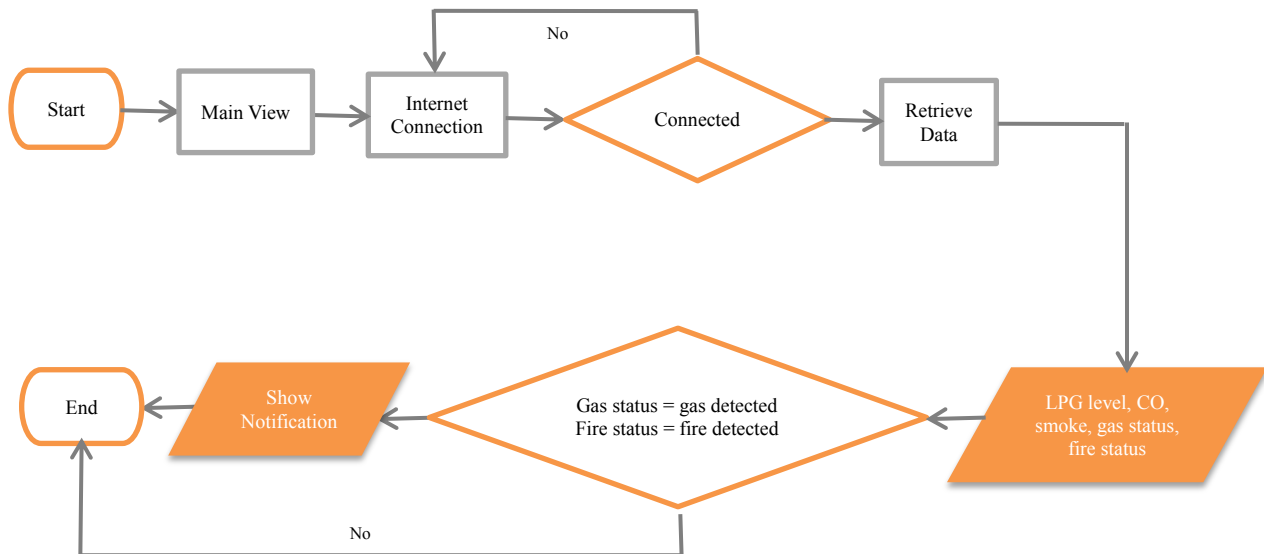 No
Start
Main View
Internet
Connection
Connected
Retrieve
Data
LPG level, CO,
smoke, gas status,
fire status
Gas status = gas detected
Fire status = fire detected
Show
Notification
End
No